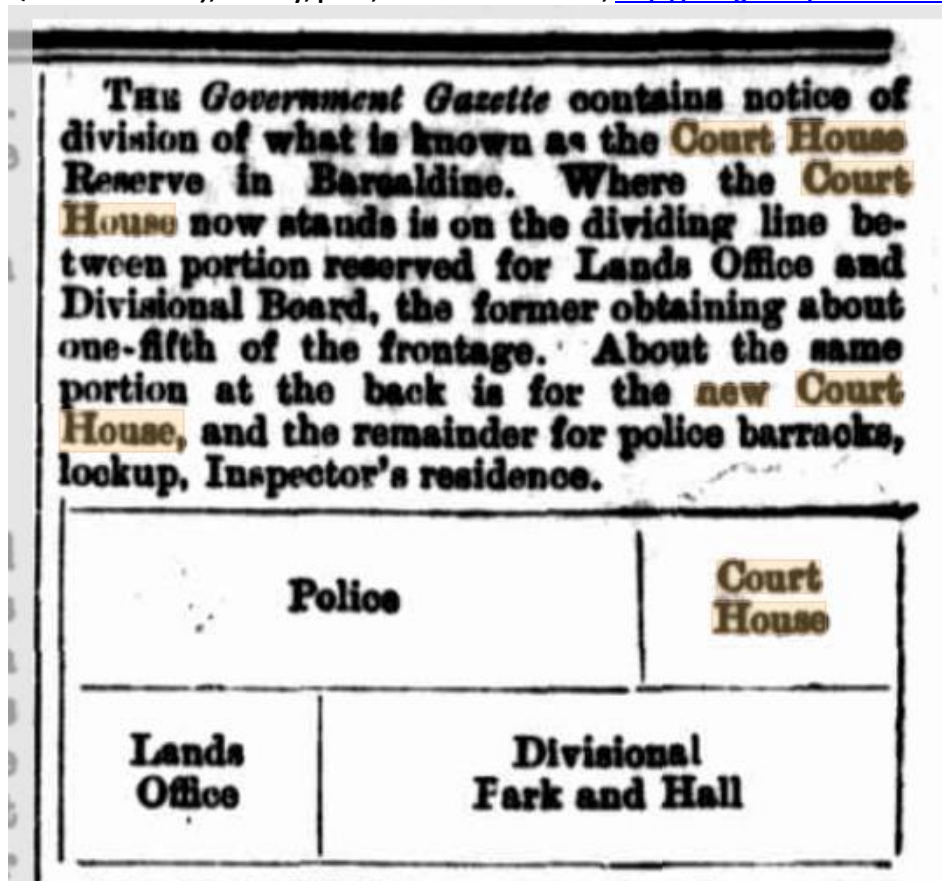 THE Government Gazette contains notice of
division of what is known as the Court House
Reserve in Barcaldine. Where the Court
House now stands is on the dividing line be-
tween portion reserved for Lands Office and
Divisional Board, the former obtaining about
one-fifth of the frontage. About the same
portion at the back is for the new Court
House, and the remainder for police barracks,
lockup, Inspector's residence.
Police
Court
House
Lands
Office
Divisional
Park and Hall